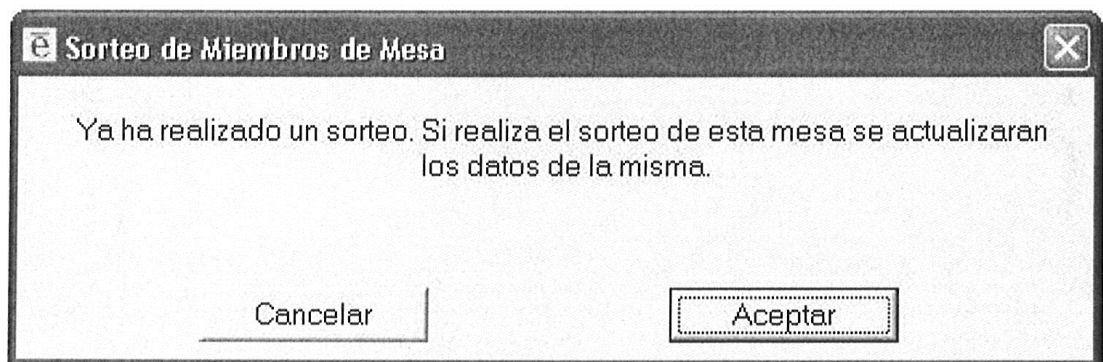 ē Sorteo de Miembros de Mesa
Ya ha realizado un sorteo. Si realiza el sorteo de esta mesa se actualizaran
los datos de la misma.
Cancelar
Aceptar